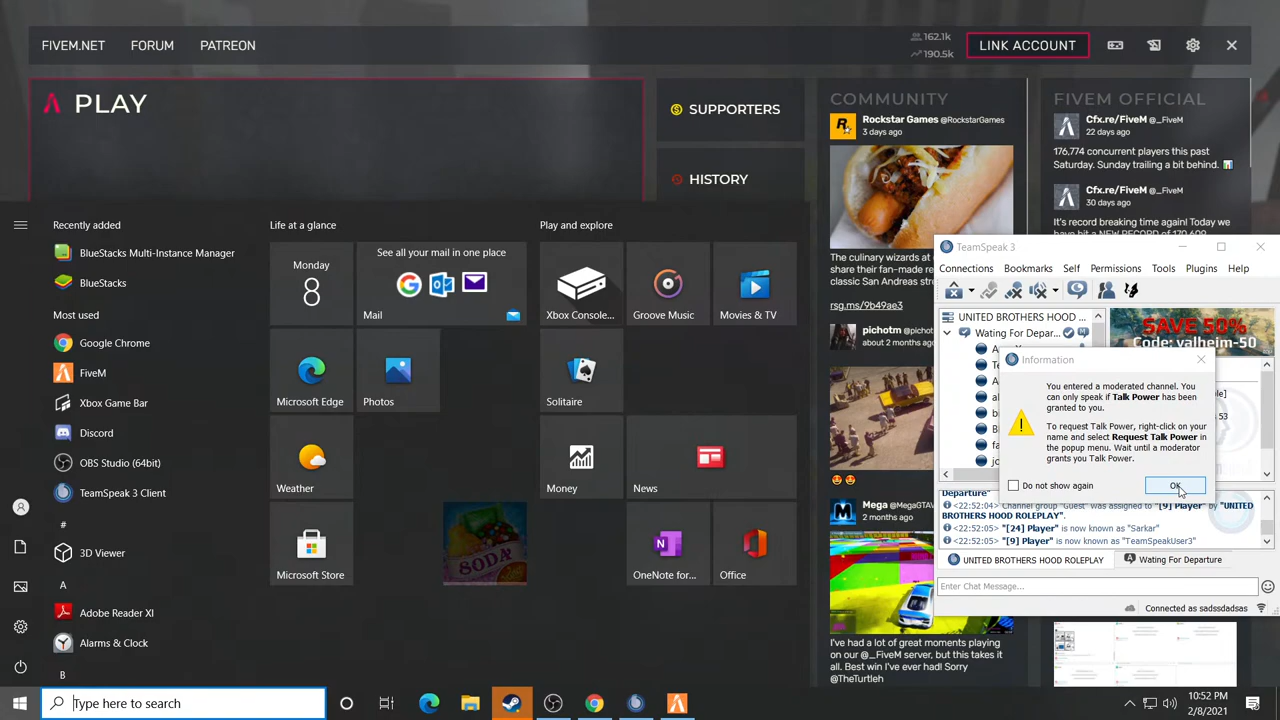 FIVEM.NET
FORUM
PATREON
162.1k
190.5k
LINK ACCOUNT
PLAY
SUPPORTERS
HISTORY
COMMUNITY
Rockstar Games @RockstarGames
3 days ago
The culinary wizards at
share their fan-made re
classic San Andreas stre
rsg.ms/9b49ae3
pichotm @pichotm
about 2 months ago
Mega @MegaGTAV
2 months ago
I've had a lot of great moments playing
on our @_FiveM server, but this takes it
all. Best win I've ever had! Sorry
@TheTurtleh
FIVEM OFFICIAL
Cfx.re/FiveM @_FiveM
22 days ago
176,774 concurrent players this past
Saturday. Sunday trailing a bit behind.
Cfx.re/FiveM @_FiveM
30 days ago
It's record breaking time again! Today we
Recently added
BlueStacks Multi-Instance Manager
BlueStacks
Most used
Google Chrome
FiveM
Xbox Game Bar
Discord
OBS Studio (64bit)
TeamSpeak 3 Client
#
3D Viewer
A
Adobe Reader XI
Alarms & Clock
B
Life at a glance
Monday
8
See all your mail in one place
Mail
Microsoft Edge
Photos
Weather
Microsoft Store
SODA
Play and explore
Xbox Console...
Groove Music
Movies & TV
Solitaire
Money
News
OneNote for...
Office
TeamSpeak 3
Connections
Bookmarks
Self
Permissions
Tools
Plugins
Help
UNITED BROTHERS HOOD ...
Wating For Depar...
SAVE 50%
Code: valheim-50
Information
You entered a moderated channel. You
can only speak if Talk Power has been
granted to you.
To request Talk Power, right-click on your
name and select Request Talk Power in
the popup menu. Wait until a moderator
grants you Talk Power.
Do not show again
OK
Departure"
<22:52:04> Channel group "Guest" was assigned to "[9] Player" by "UNITED
BROTHERS HOOD ROLEPLAY".
<22:52:05> "[24] Player" is now known as "Sarkar"
<22:52:05> "[9] Player" is now known as "TeamSpeakUser3"
UNITED BROTHERS HOOD ROLEPLAY
Wating For Departure
Enter Chat Message...
Connected as sadssdadsas
Type here to search
10:52 PM
2/8/2021